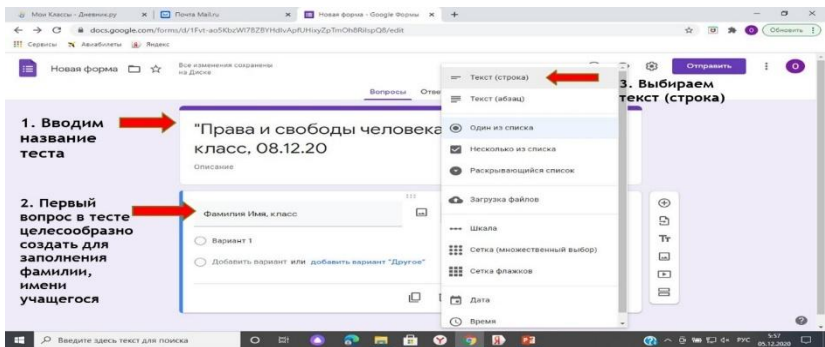 Мои Классы - Дневник.ру
Почта Mail.ru
Новая форма - Google Формы
docs.google.com/forms/d/1Fvt-ao5KbzWI78ZBYHdlvApfUHixyZpTmOhBRitspQ8/edit
Обновить
Сервисы Авиабилеты Яндекс
Новая форма
Все изменения сохранены
на Диске
Отправить
О
Вопросы Отве
1. Вводим
название
теста
"Права и свободы человека
класс, 08.12.20
Описание
2. Первый
вопрос в тесте
целесообразно
создать для
заполнения
фамилии,
имени
учащегося
Фамилия Имя, класс
Вариант 1
Добавить вариант или добавить вариант "Другое"
Текст (строка)
Текст (абзац)
Один из списка
Несколько из списка
Раскрывающийся список
Загрузка файлов
Шкала
Сетка (множественный выбор)
Сетка флажков
Дата
Время
3. Выбираем
текст (строка)
Тт
Введите здесь текст для поиска
РУС
5:57
05.12.2020